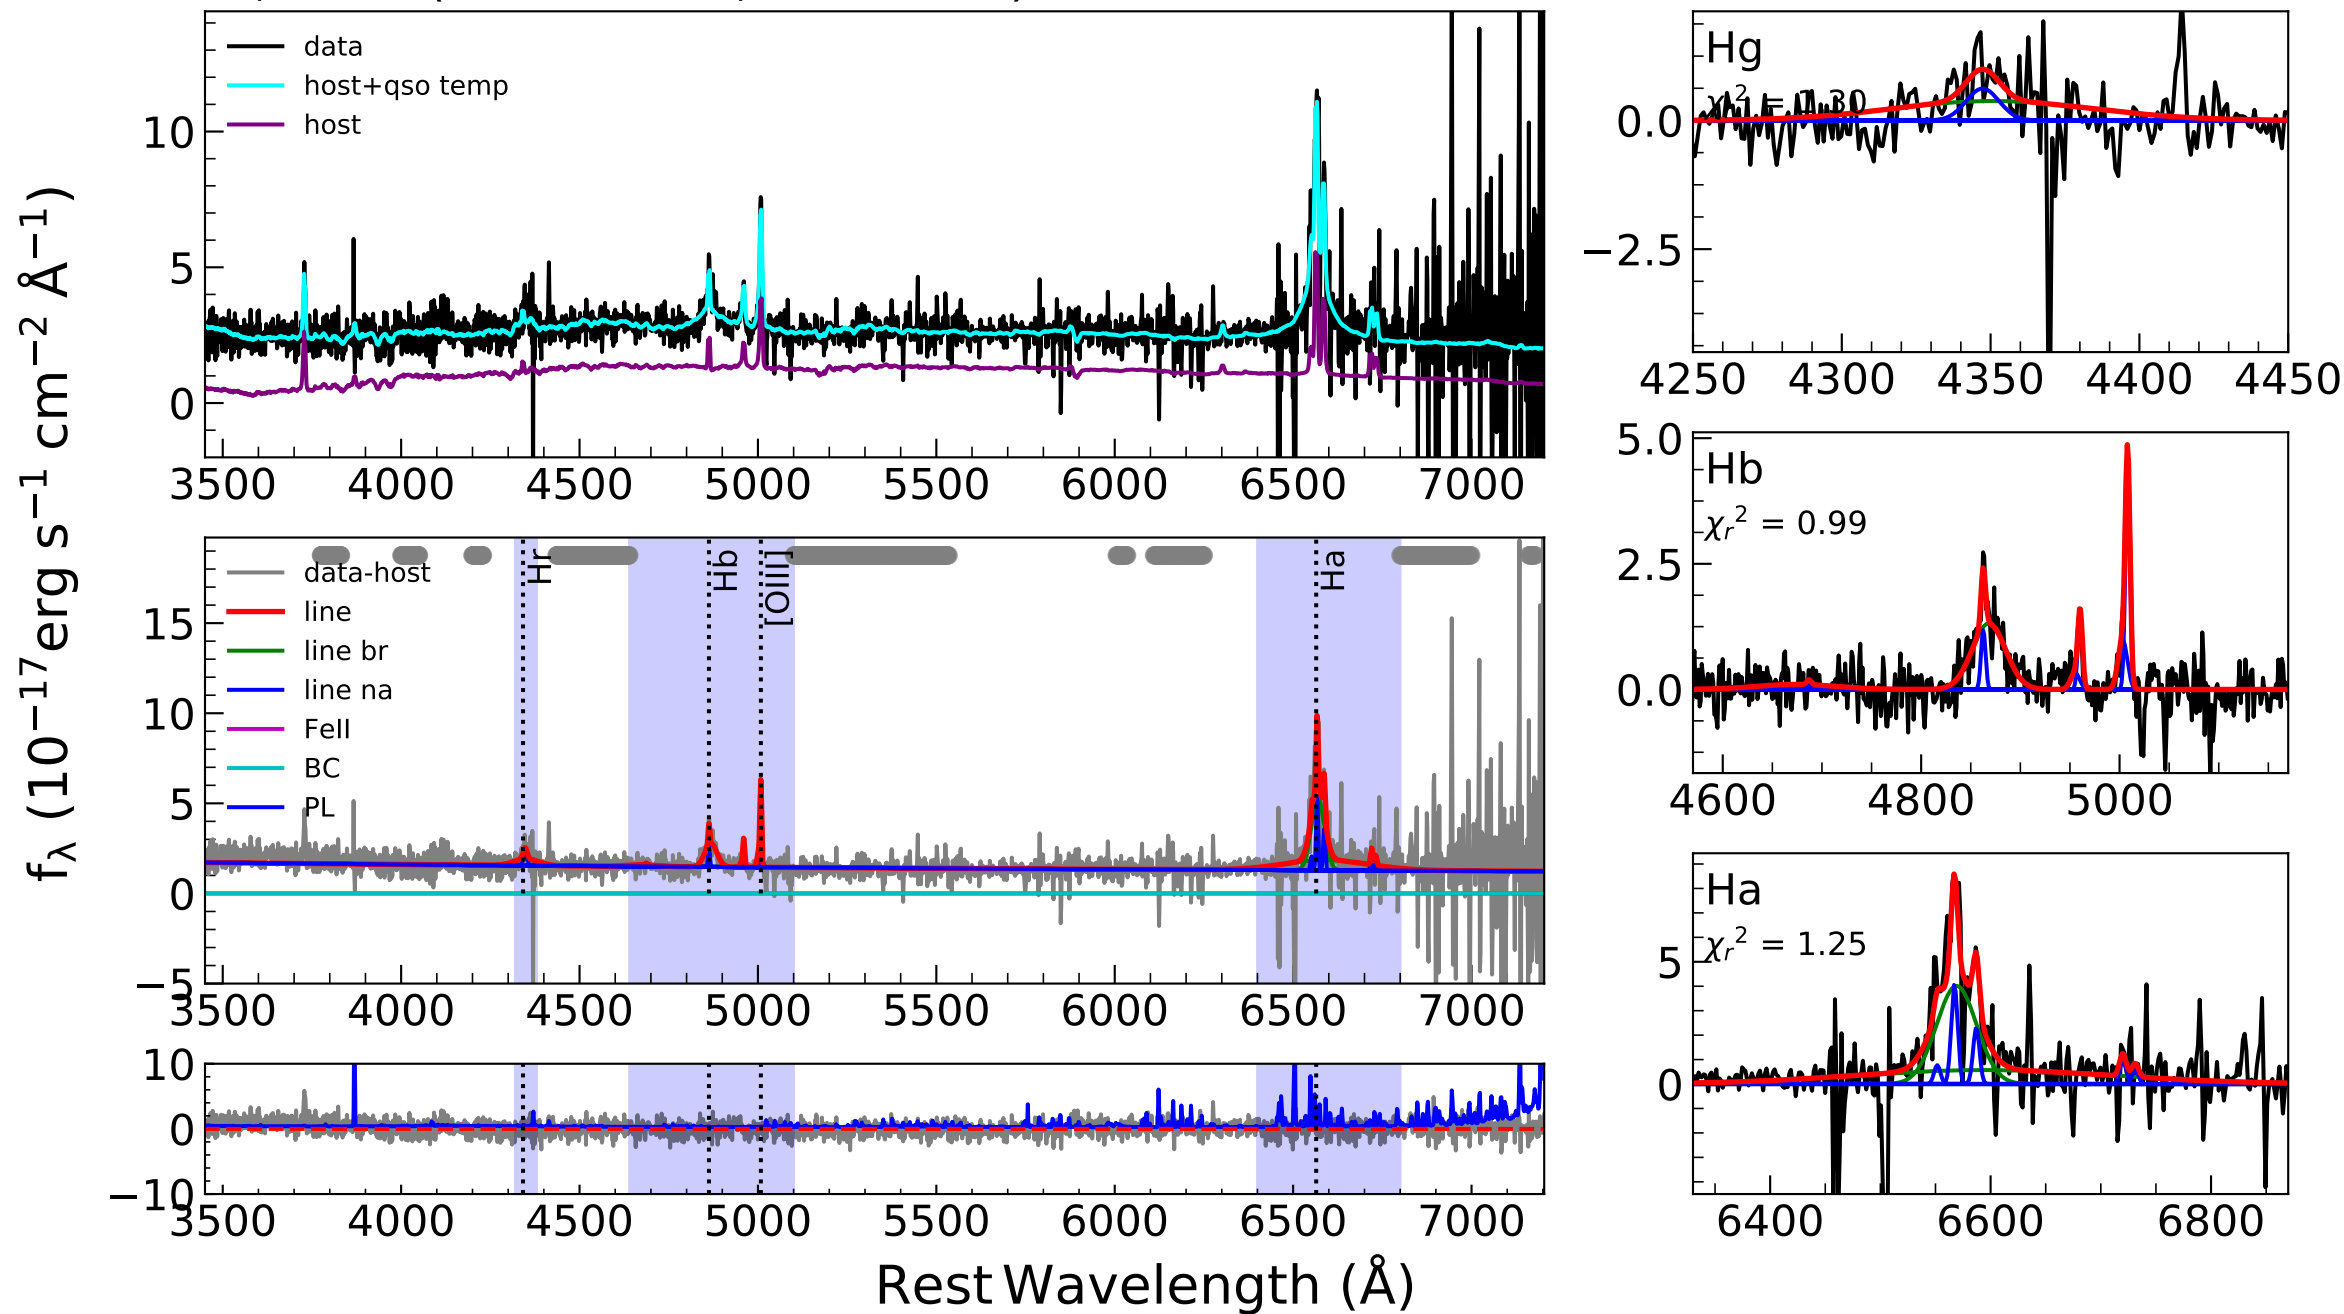 data
host+qso temp
host
10
5
0
3500 4000 4500 5000 5500 6000 6500 7000
data-host
line
line br
line na
FeII
BC
PL
Hr
Hb
[OIII]
Ha
15
10
5
0
−5
3500 4000 4500 5000 5500 6000 6500 7000
10
0
−10
3500 4000 4500 5000 5500 6000 6500 7000
Rest Wavelength (Å)
fλ (10⁻¹⁷erg s⁻¹ cm⁻² Å⁻¹)
Hg
χr² = 1.30
0.0
−2.5
4250 4300 4350 4400 4450
Hb
χr² = 0.99
5.0
2.5
0.0
4600 4800 5000
Ha
χr² = 1.25
5
0
6400 6600 6800